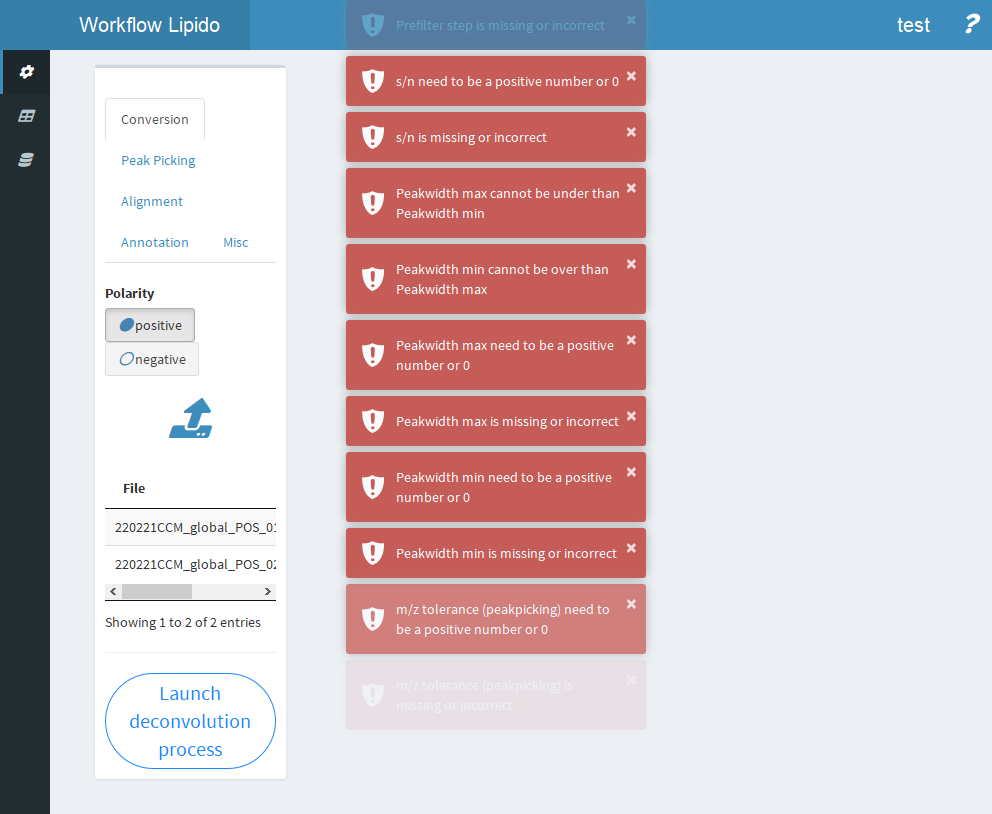 Workflow Lipido
test
?
Conversion
Peak Picking
Alignment
Annotation Misc
Polarity
positive
negative
File
220221CCM_global_POS_01
220221CCM_global_POS_02
Showing 1 to 2 of 2 entries
Launch
deconvolution
process
Prefilter step is missing or incorrect ×
s/n need to be a positive number or 0 ×
s/n is missing or incorrect ×
Peakwidth max cannot be under than ×
Peakwidth min
Peakwidth min cannot be over than ×
Peakwidth max
Peakwidth max need to be a positive ×
number or 0
Peakwidth max is missing or incorrect ×
Peakwidth min need to be a positive ×
number or 0
Peakwidth min is missing or incorrect ×
m/z tolerance (peakpicking) need to ×
be a positive number or 0
m/z tolerance (peakpicking) is ×
missing or incorrect